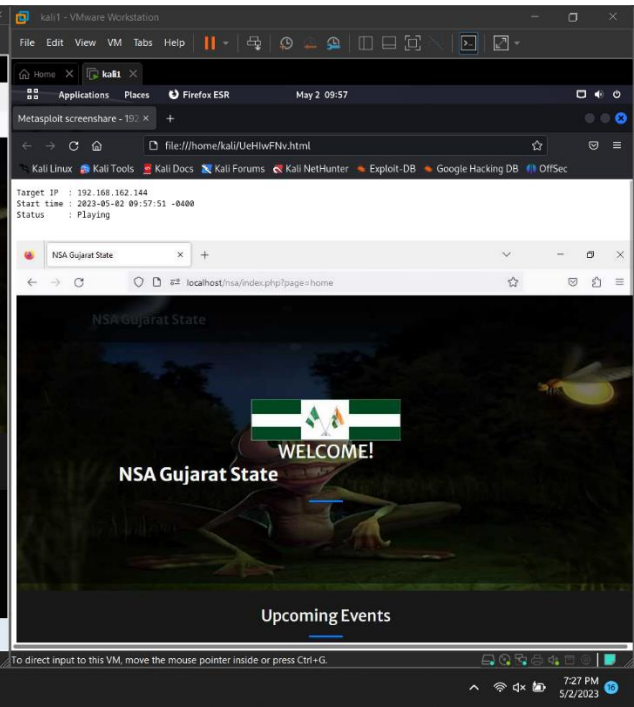 kali1 - VMware Workstation
File Edit View VM Tabs Help
Home kali1
Applications Places Firefox ESR May 2 09:57
Metasploit screenshare - 192
file:///home/kali/UeHIwFNv.html
Kali Linux Kali Tools Kali Docs Kali Forums Kali NetHunter Exploit-DB Google Hacking DB OffSec
Target IP : 192.168.162.144
Start time : 2023-05-02 09:57:51 -0400
Status : Playing
NSA Gujarat State
localhost/nsa/index.php?page=home
NSA Gujarat State
WELCOME!
NSA Gujarat State
Upcoming Events
To direct input to this VM, move the mouse pointer inside or press Ctrl+G.
7:27 PM
5/2/2023
16